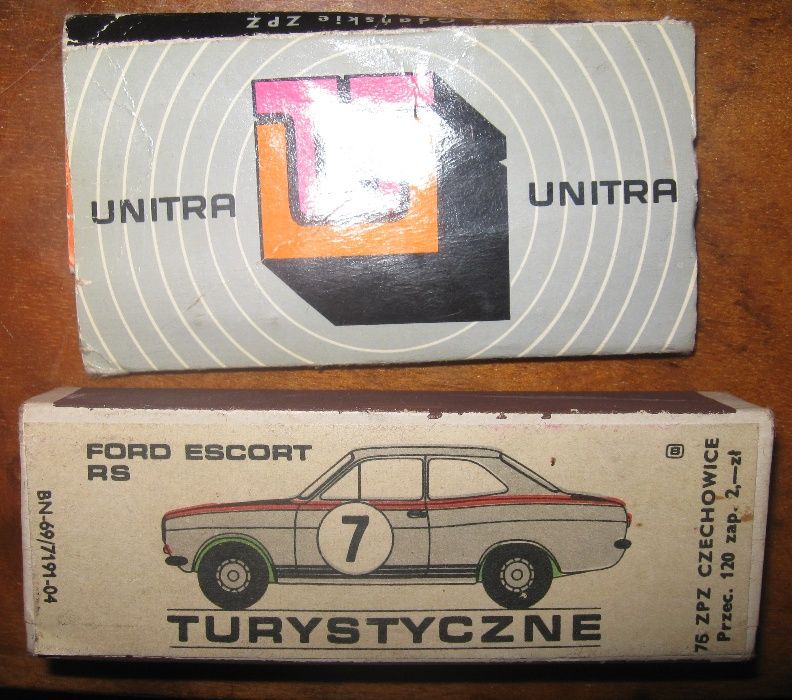 Gdańskie ZPZ
UNITRA
UNITRA
FORD ESCORT
RS
7
BN-69/7191-04
76 ZPZ CZECHOWICE
Przec. 120 zap. 2,—zł
TURYSTYCZNE